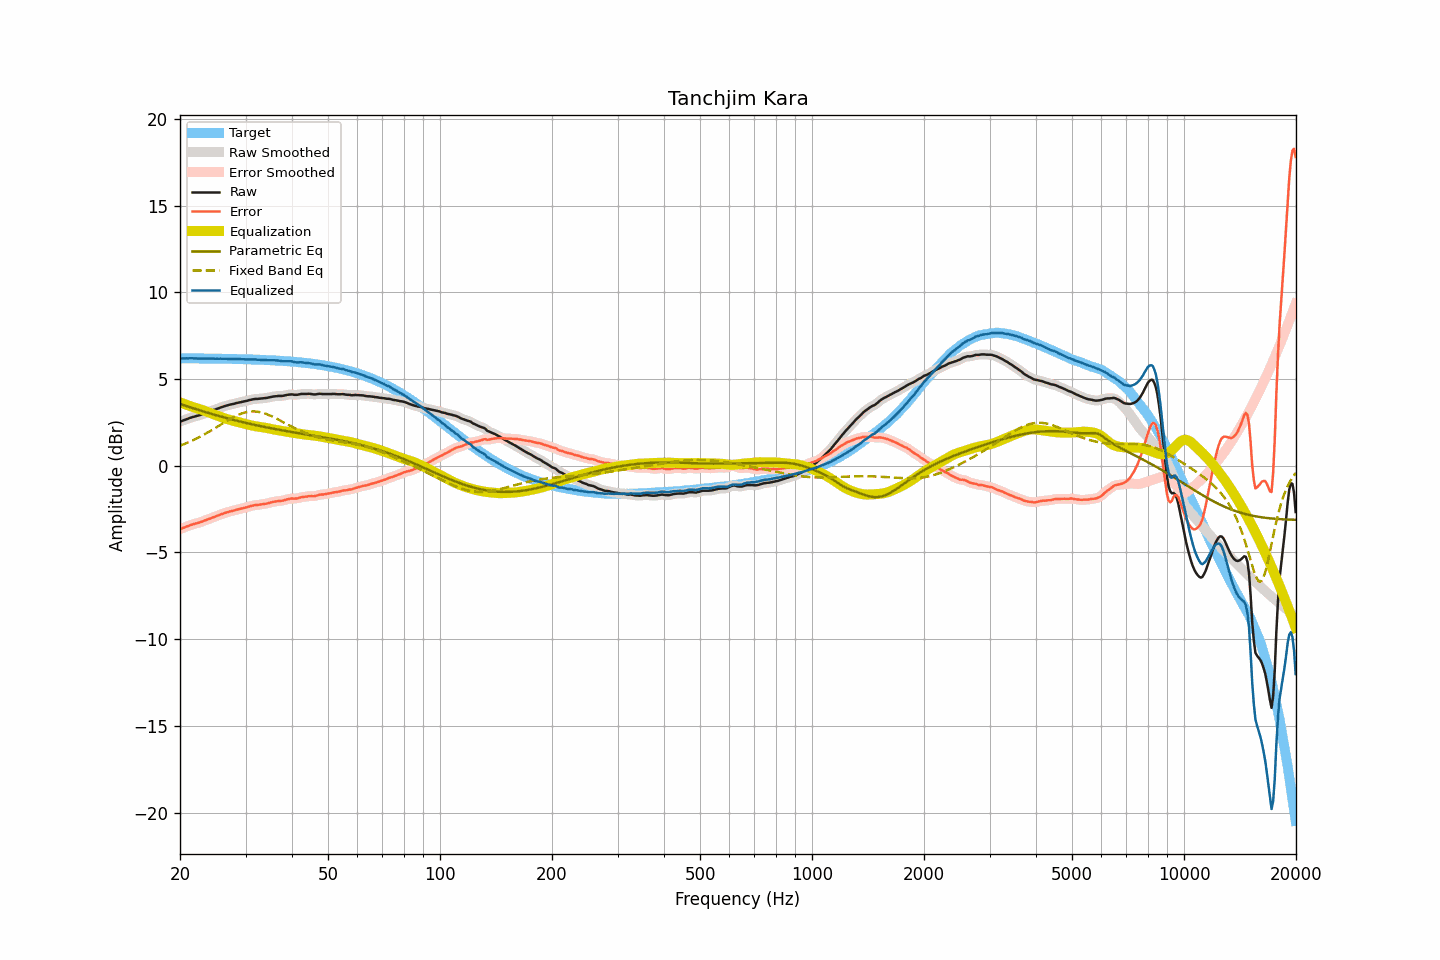 Tanchjim Kara
Target
Raw Smoothed
Error Smoothed
Raw
Error
Equalization
Parametric Eq
Fixed Band Eq
Equalized
20
15
10
5
0
−5
−10
−15
−20
Amplitude (dBr)
20 50 100 200 500 1000 2000 5000 10000 20000
Frequency (Hz)